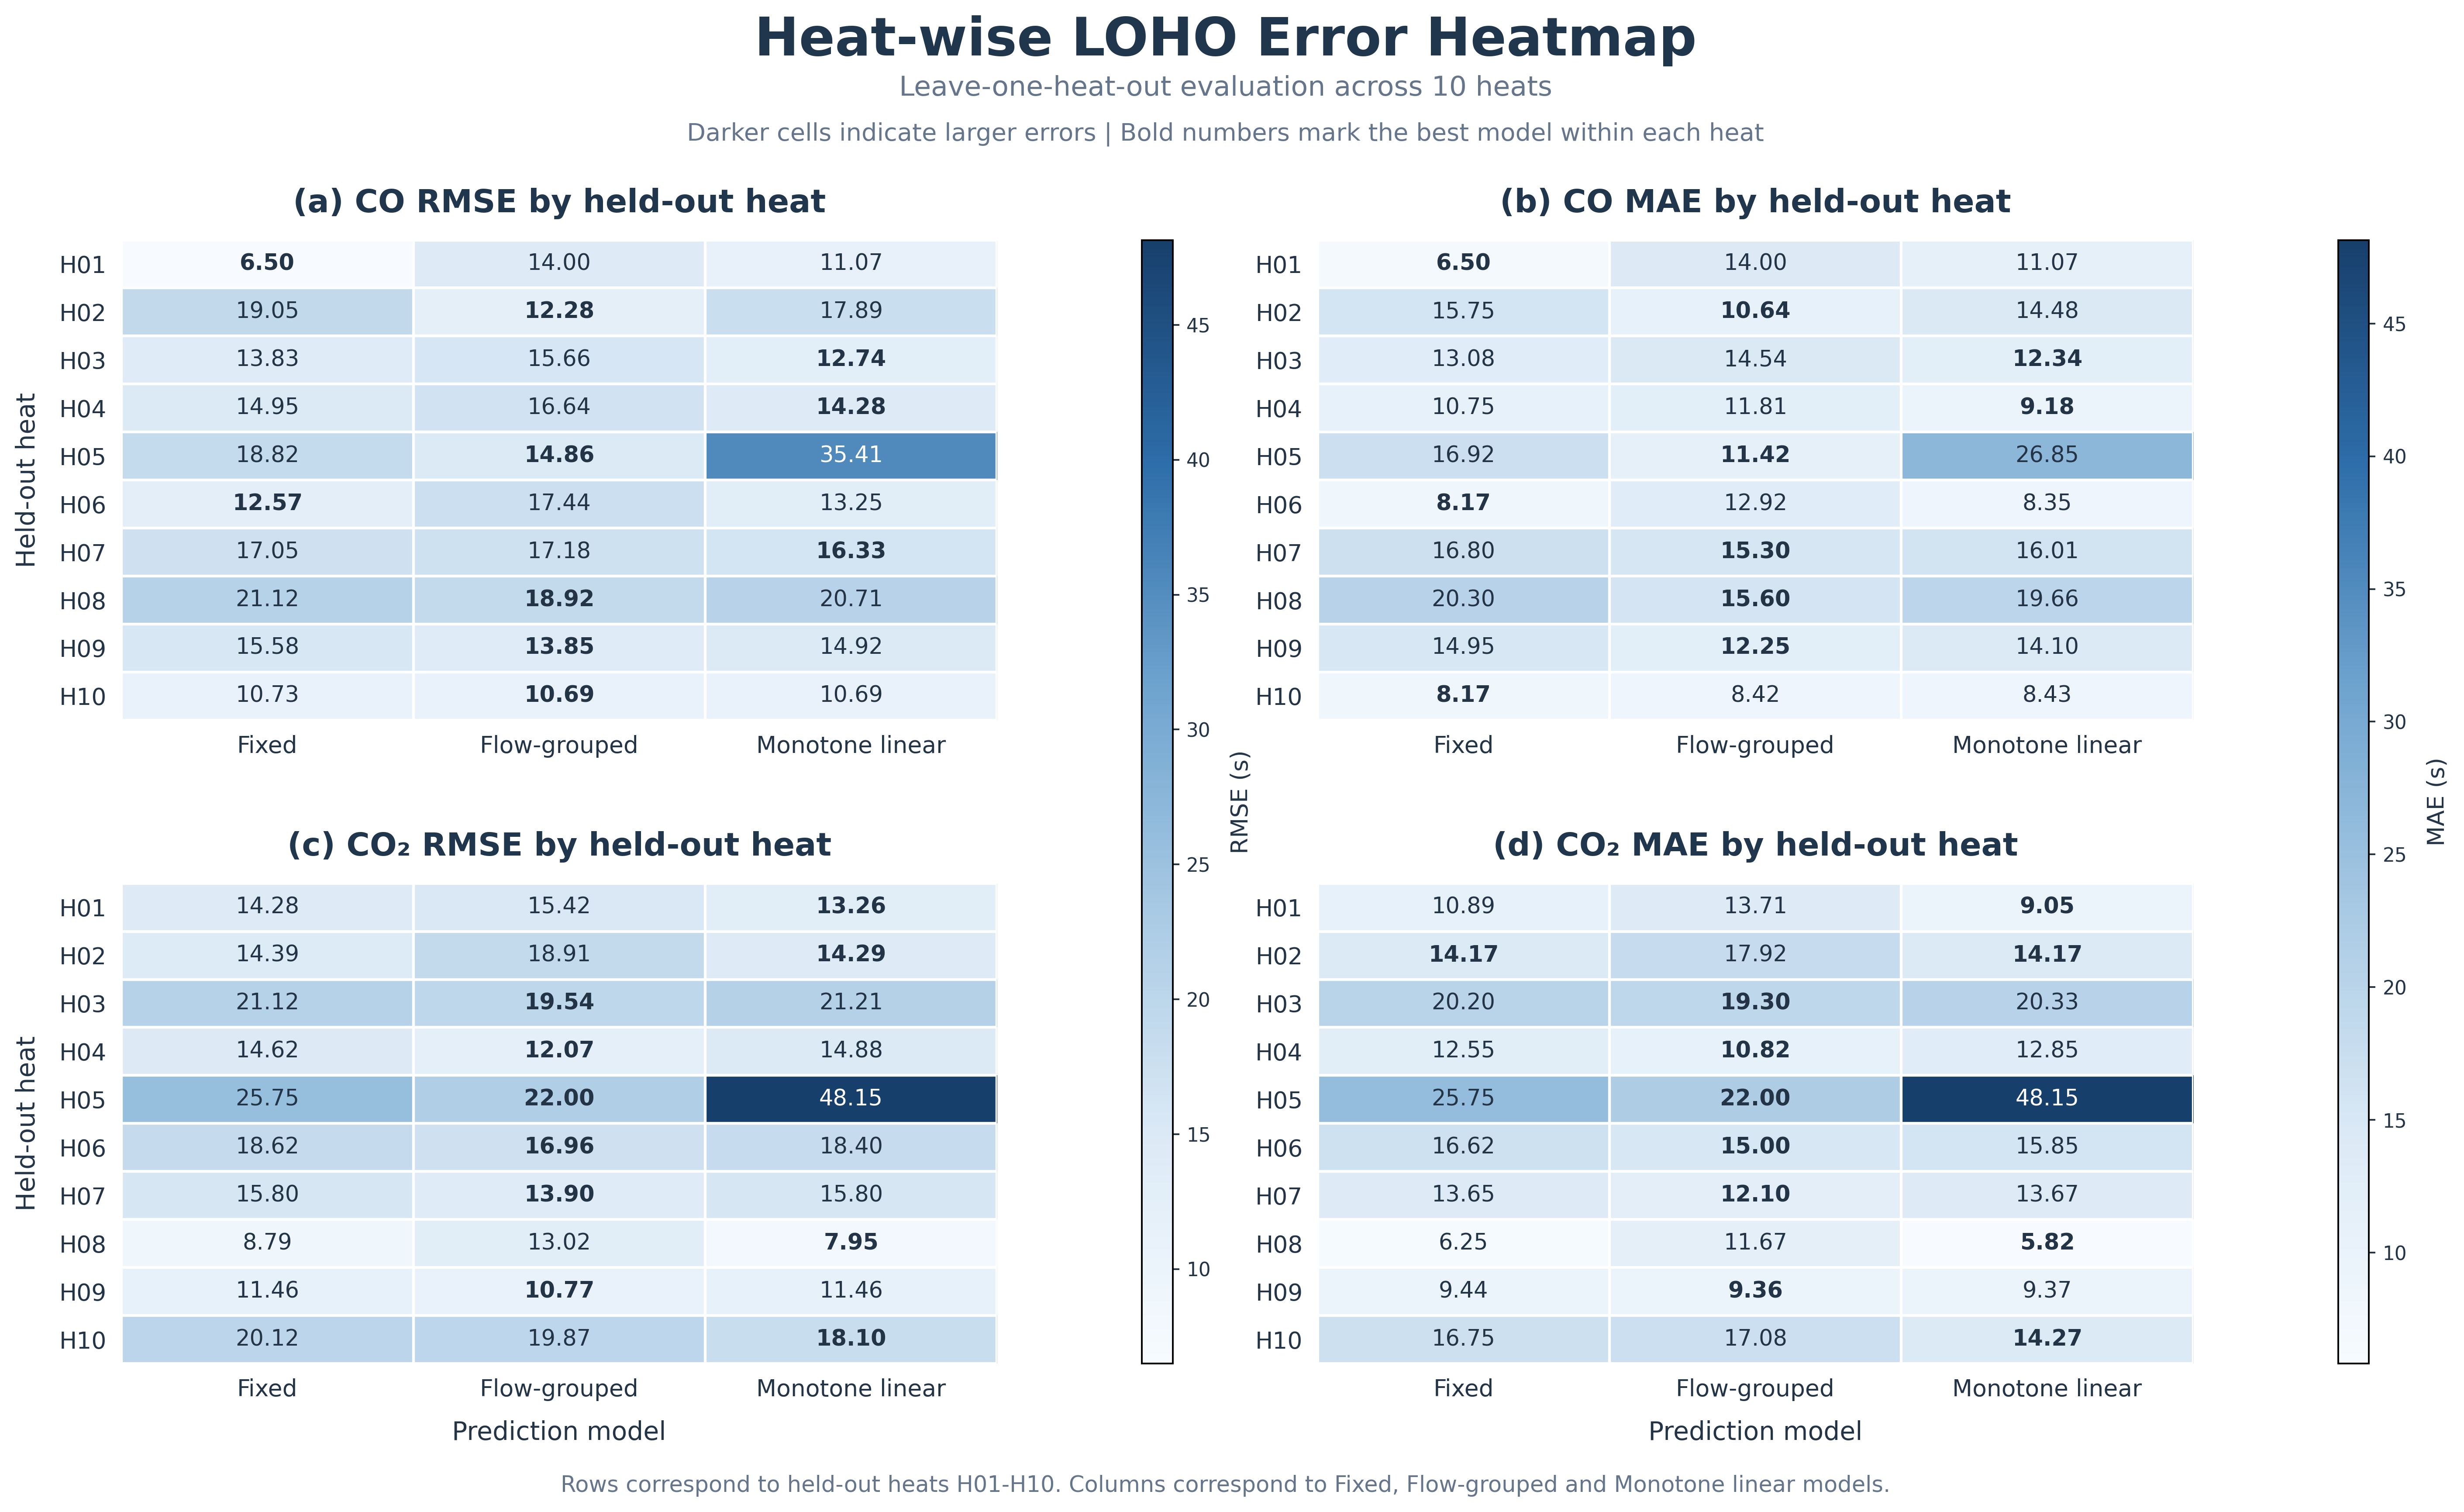 Heat-wise LOHO Error Heatmap
Leave-one-heat-out evaluation across 10 heats
Darker cells indicate larger errors | Bold numbers mark the best model within each heat
(a) CO RMSE by held-out heat
Held-out heat
H01 6.50 14.00 11.07
H02 19.05 12.28 17.89
H03 13.83 15.66 12.74
H04 14.95 16.64 14.28
H05 18.82 14.86 35.41
H06 12.57 17.44 13.25
H07 17.05 17.18 16.33
H08 21.12 18.92 20.71
H09 15.58 13.85 14.92
H10 10.73 10.69 10.69
Fixed Flow-grouped Monotone linear
(b) CO MAE by held-out heat
H01 6.50 14.00 11.07
H02 15.75 10.64 14.48
H03 13.08 14.54 12.34
H04 10.75 11.81 9.18
H05 16.92 11.42 26.85
H06 8.17 12.92 8.35
H07 16.80 15.30 16.01
H08 20.30 15.60 19.66
H09 14.95 12.25 14.10
H10 8.17 8.42 8.43
Fixed Flow-grouped Monotone linear
(c) CO₂ RMSE by held-out heat
Held-out heat
H01 14.28 15.42 13.26
H02 14.39 18.91 14.29
H03 21.12 19.54 21.21
H04 14.62 12.07 14.88
H05 25.75 22.00 48.15
H06 18.62 16.96 18.40
H07 15.80 13.90 15.80
H08 8.79 13.02 7.95
H09 11.46 10.77 11.46
H10 20.12 19.87 18.10
Fixed Flow-grouped Monotone linear
Prediction model
45
40
35
30
25
20
15
10
RMSE (s)
(d) CO₂ MAE by held-out heat
H01 10.89 13.71 9.05
H02 14.17 17.92 14.17
H03 20.20 19.30 20.33
H04 12.55 10.82 12.85
H05 25.75 22.00 48.15
H06 16.62 15.00 15.85
H07 13.65 12.10 13.67
H08 6.25 11.67 5.82
H09 9.44 9.36 9.37
H10 16.75 17.08 14.27
Fixed Flow-grouped Monotone linear
Prediction model
45
40
35
30
25
20
15
10
MAE (s)
Rows correspond to held-out heats H01-H10. Columns correspond to Fixed, Flow-grouped and Monotone linear models.